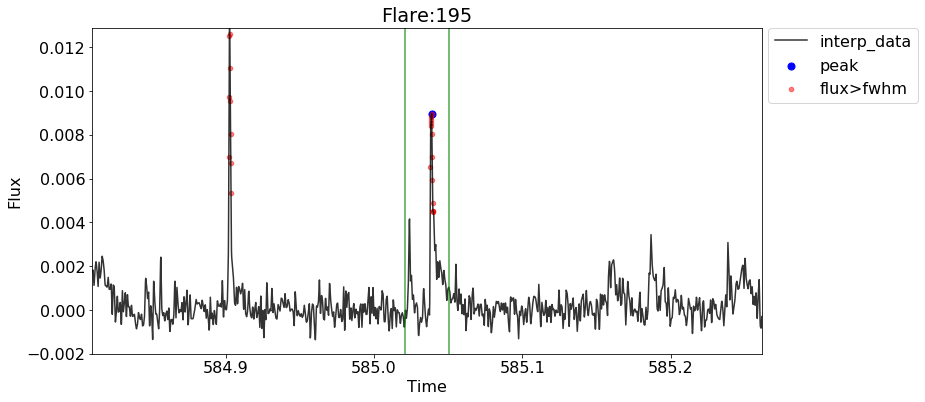 Flare:195
interp_data
peak
flux>fwhm
0.012
0.010
0.008
0.006
0.004
0.002
0.000
−0.002
Flux
584.9 585.0 585.1 585.2
Time